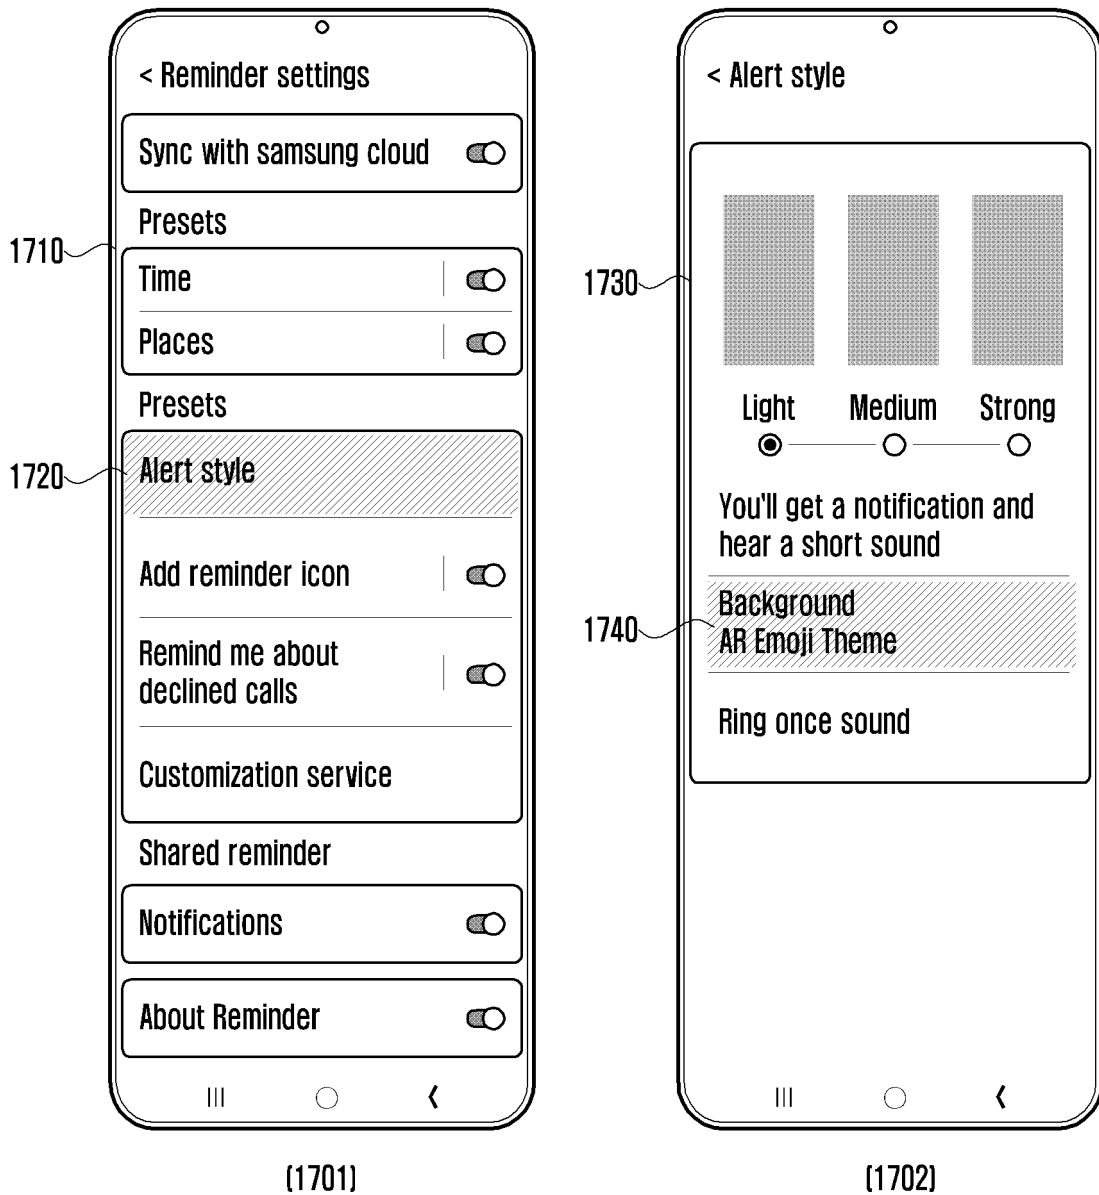 < Reminder settings
Sync with samsung cloud
Presets
1710
Time
Places
Presets
1720
Alert style
Add reminder icon
Remind me about
declined calls
Customization service
Shared reminder
Notifications
About Reminder
(1701)
< Alert style
1730
Light Medium Strong
You'll get a notification and
hear a short sound
Background
1740
AR Emoji Theme
Ring once sound
(1702)